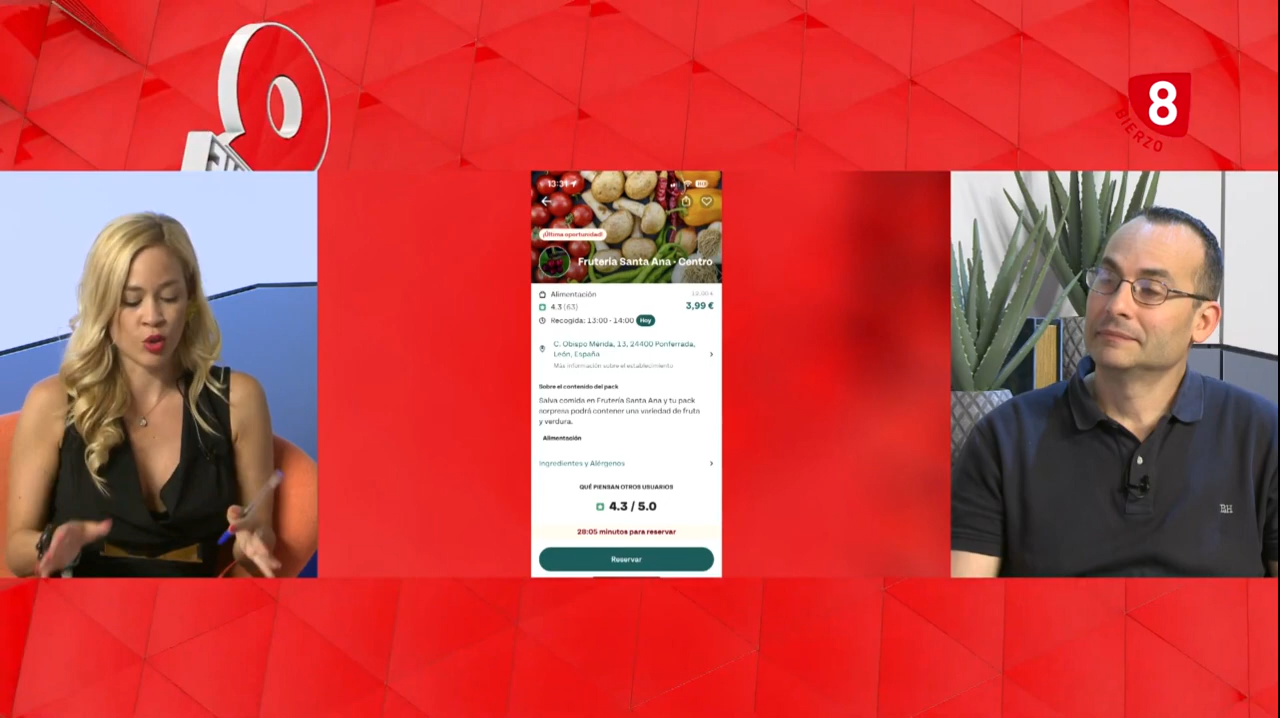 8
BIERZO
13:31
¡Última oportunidad!
Frutería Santa Ana - Centro
Alimentación
3,99 €
4.3 (63)
Recogida: 13:00 - 14:00 Hoy
C. Obispo Mérida, 13, 24400 Ponferrada,
León, España
Más información sobre el establecimiento
Sobre el contenido del pack
Salva comida en Frutería Santa Ana y tu pack
sorpresa podrá contener una variedad de fruta
y verdura.
Alimentación
Ingredientes y Alérgenos
QUÉ PIENSAN OTROS USUARIOS
4.3 / 5.0
28:05 minutos para reservar
Reservar